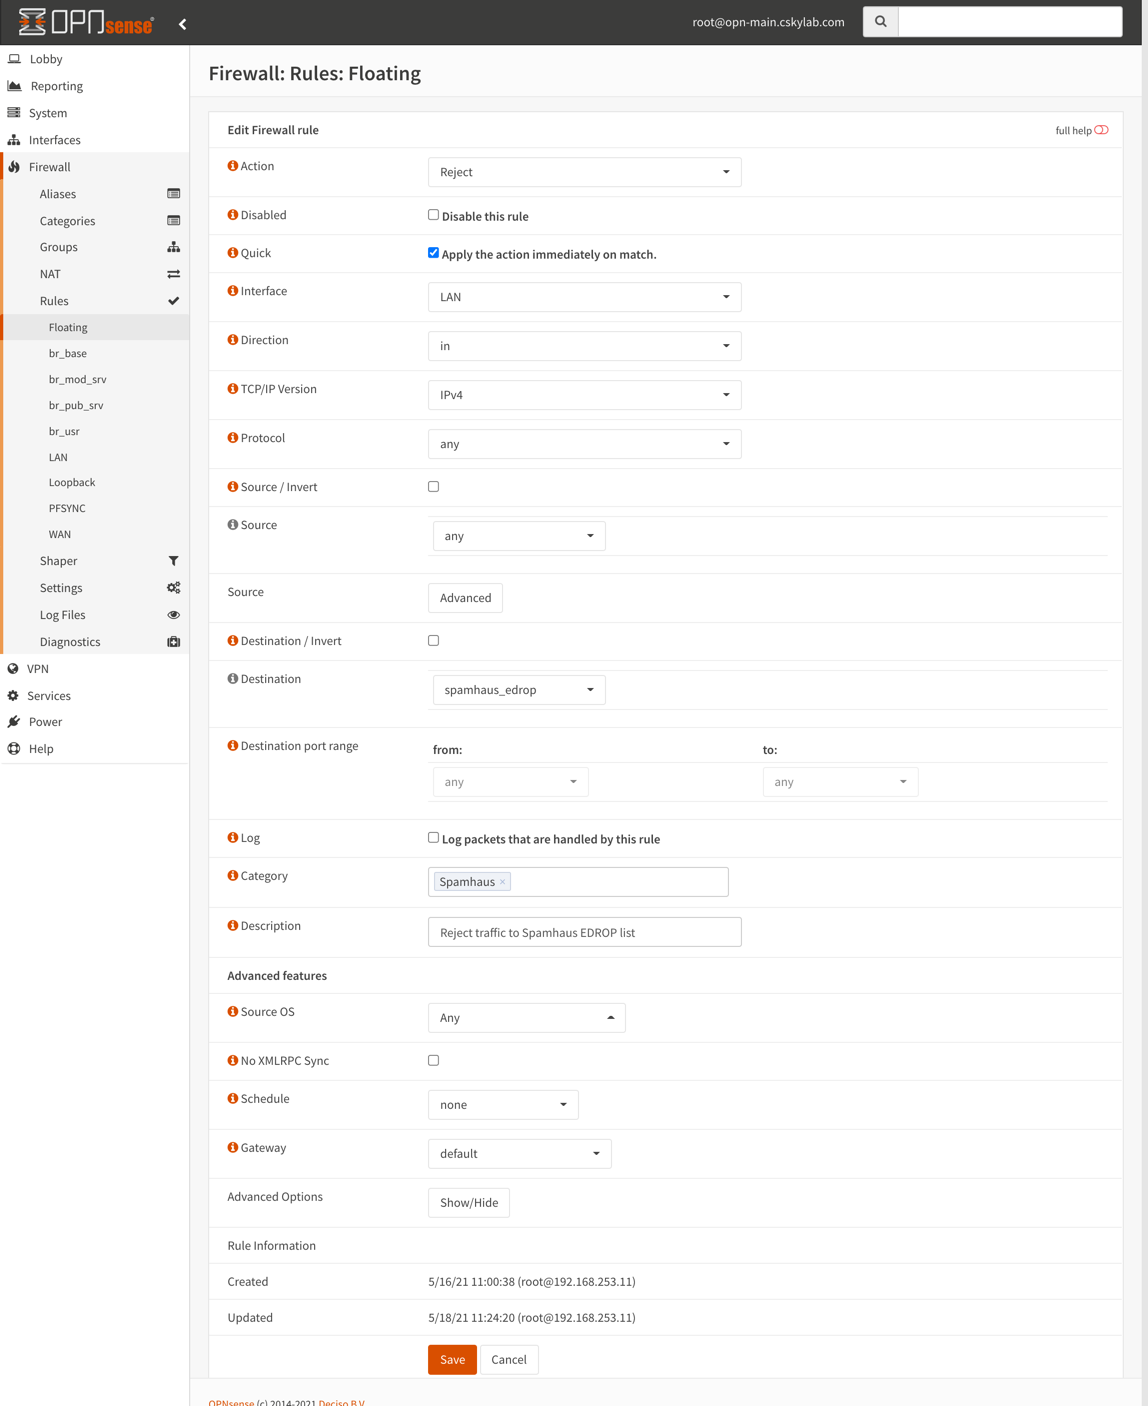 OPNsense
root@opn-main.cskylab.com
Lobby
Reporting
System
Interfaces
Firewall
Aliases
Categories
Groups
NAT
Rules
Floating
br_base
br_mod_srv
br_pub_srv
br_usr
LAN
Loopback
PFSYNC
WAN
Shaper
Settings
Log Files
Diagnostics
VPN
Services
Power
Help
Firewall: Rules: Floating
Edit Firewall rule full help
Action Reject
Disabled Disable this rule
Quick Apply the action immediately on match.
Interface LAN
Direction in
TCP/IP Version IPv4
Protocol any
Source / Invert
Source any
Source Advanced
Destination / Invert
Destination spamhaus_edrop
Destination port range from: to:
any any
Log Log packets that are handled by this rule
Category Spamhaus ×
Description Reject traffic to Spamhaus EDROP list
Advanced features
Source OS Any
No XMLRPC Sync
Schedule none
Gateway default
Advanced Options Show/Hide
Rule Information
Created 5/16/21 11:00:38 (root@192.168.253.11)
Updated 5/18/21 11:24:20 (root@192.168.253.11)
Save Cancel
OPNsense (c) 2014-2021 Deciso B.V.